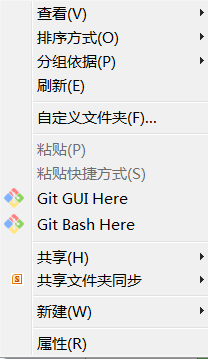 查看(V)
排序方式(O)
分组依据(P)
刷新(E)
自定义文件夹(F)...
粘贴(P)
粘贴快捷方式(S)
Git GUI Here
Git Bash Here
共享(H)
共享文件夹同步
新建(W)
属性(R)